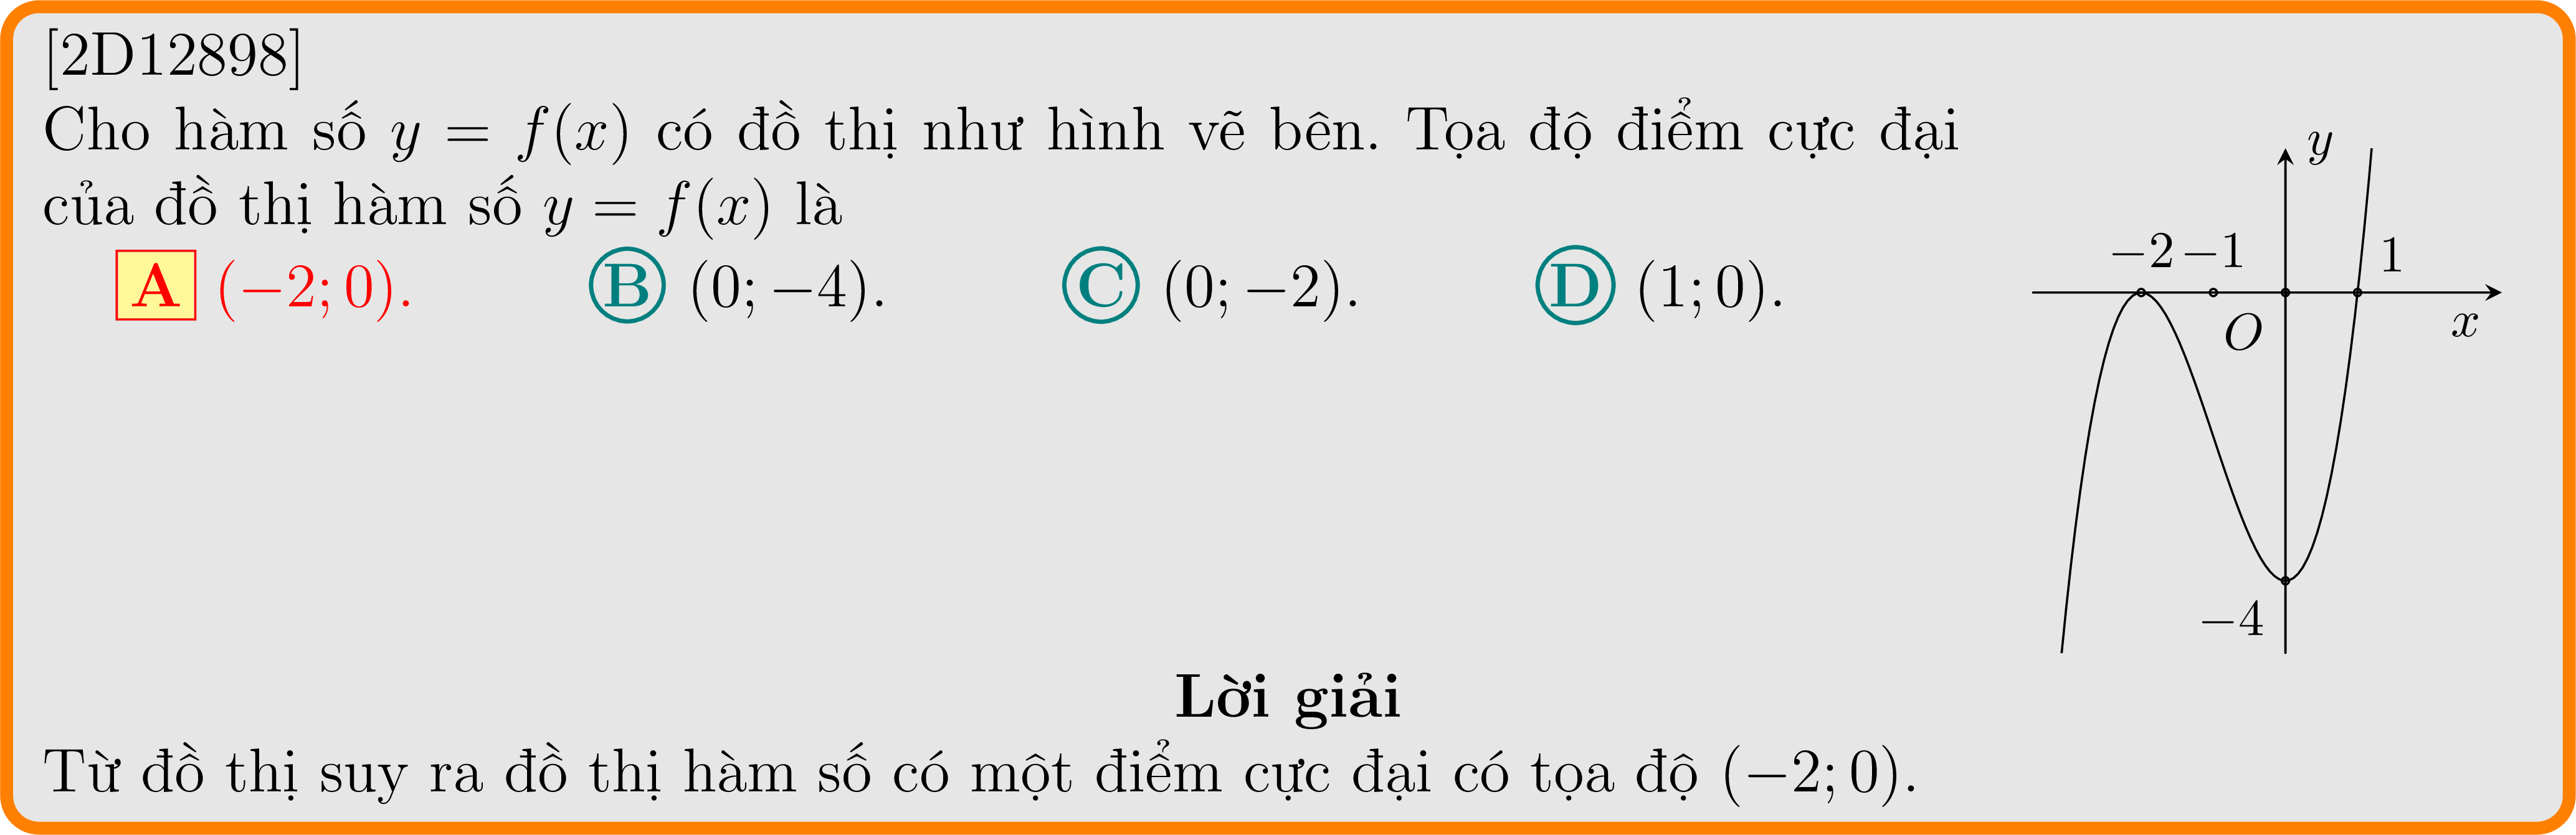 [2D12898]
Cho hàm số y = f(x) có đồ thị như hình vẽ bên. Tọa độ điểm cực đại
của đồ thị hàm số y = f(x) là
A (−2; 0). B (0; −4). C (0; −2). D (1; 0).
y
−2 −1 1
O x
−4
Lời giải
Từ đồ thị suy ra đồ thị hàm số có một điểm cực đại có tọa độ (−2; 0).